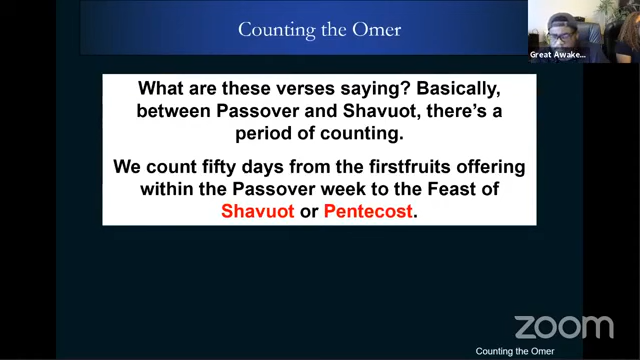 Counting the Omer
Great Awake...
What are these verses saying? Basically,
between Passover and Shavuot, there's a
period of counting.
We count fifty days from the firstfruits offering
within the Passover week to the Feast of
Shavuot or Pentecost.
zoom
Counting the Omer